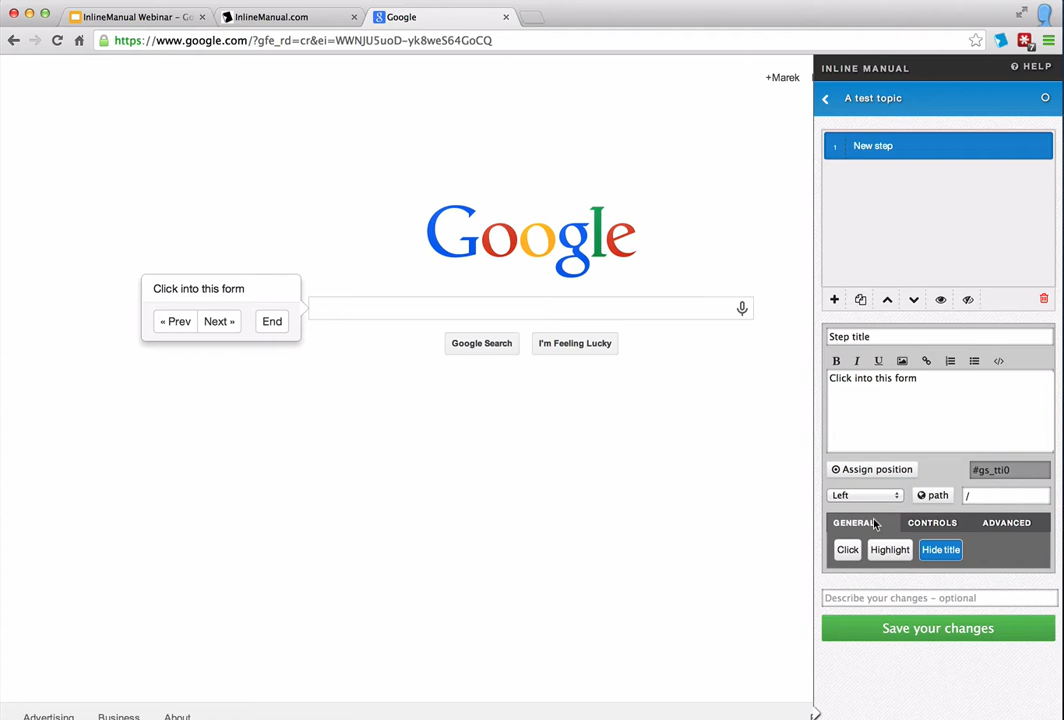 InlineManual Webinar – Go
InlineManual.com
Google
https://www.google.com/?gfe_rd=cr&ei=WWNJU5uoD-yk8weS64GoCQ
7
+Marek
INLINE MANUAL
HELP
A test topic
1 New step
Google
Click into this form
« Prev
Next »
End
Google Search
I'm Feeling Lucky
Step title
B I U
Click into this form
Assign position
#gs_tti0
Left
path
/
GENERAL
CONTROLS
ADVANCED
Click
Highlight
Hide title
Describe your changes – optional
Save your changes
Advertising
Business
About